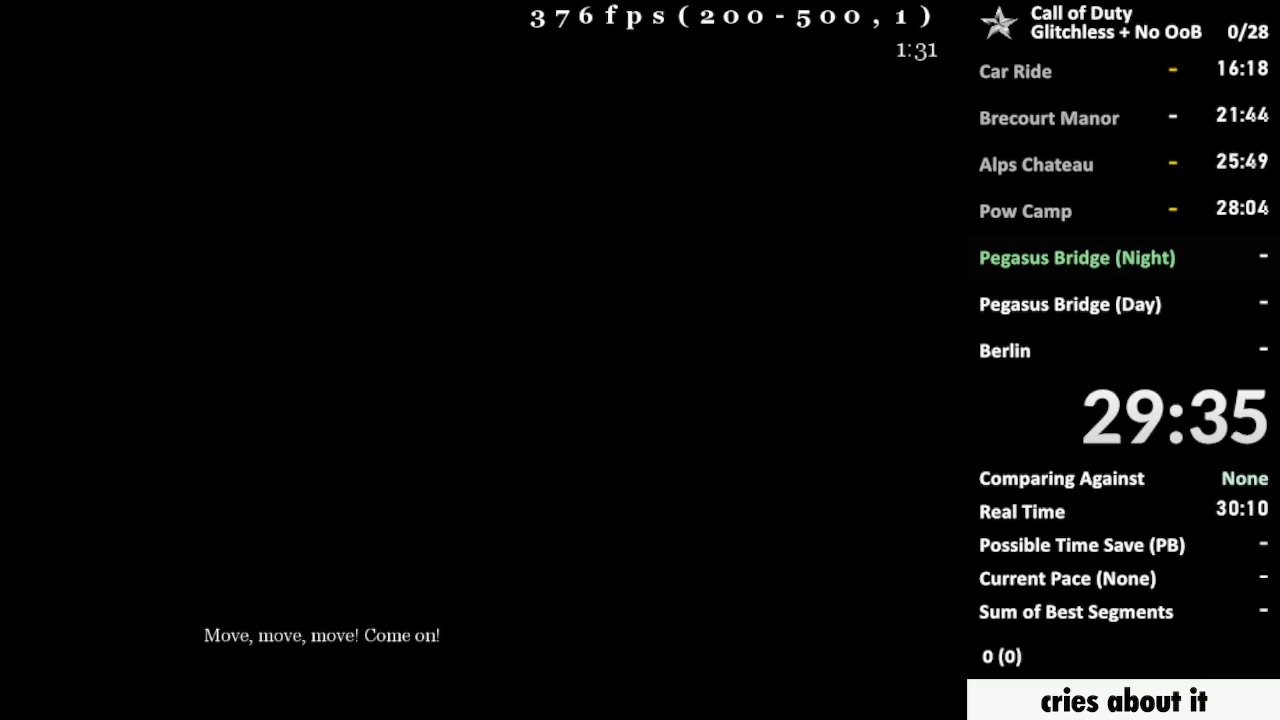 376fps(200-500,1)
1:31
Call of Duty
Glitchless + No OoB 0/28
Car Ride - 16:18
Brecourt Manor - 21:44
Alps Chateau - 25:49
Pow Camp - 28:04
Pegasus Bridge (Night) -
Pegasus Bridge (Day) -
Berlin -
29:35
Comparing Against None
Real Time 30:10
Possible Time Save (PB) -
Current Pace (None) -
Sum of Best Segments -
0 (0)
Move, move, move! Come on!
cries about it